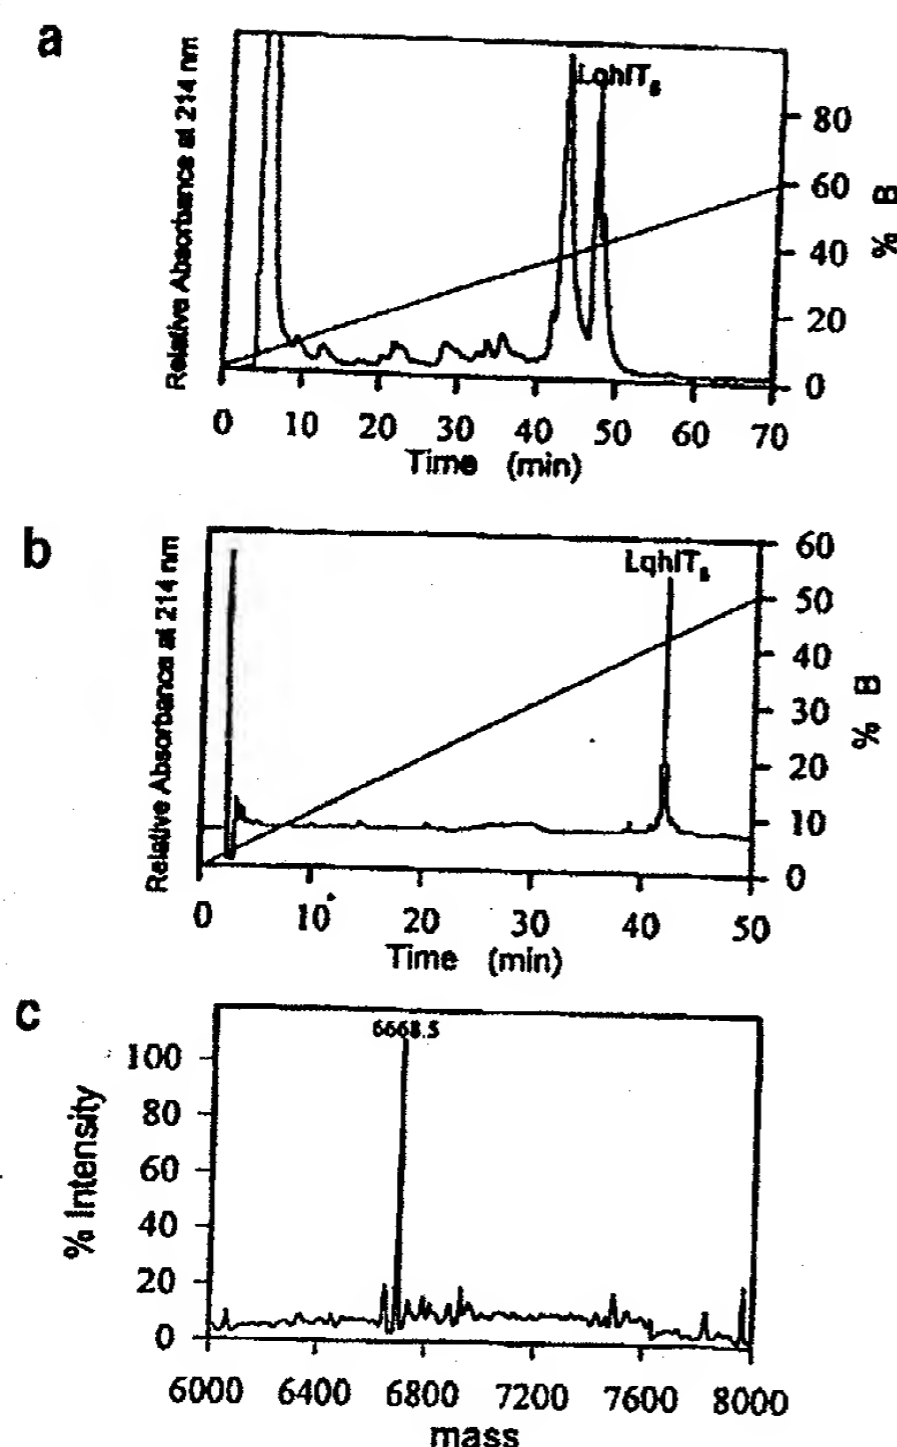 a
Relative Absorbance at 214 nm
LqhIT5
80
60
40
20
0
% B
0 10 20 30 40 50 60 70
Time (min)
b
Relative Absorbance at 214 nm
LqhIT5
60
50
40
30
20
10
0
% B
0 10 20 30 40 50
Time (min)
c
6668.5
% Intensity
100
80
60
40
20
0
6000 6400 6800 7200 7600 8000
mass